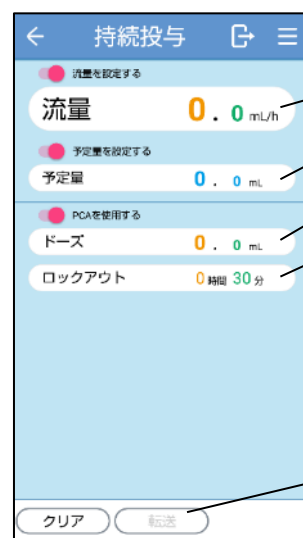 持続投与
流量を設定する
流量 0.0 mL/h
予定量を設定する
予定量 0.0 mL
PCAを使用する
ドーズ 0.0 mL
ロックアウト 0時間30分
クリア 転送